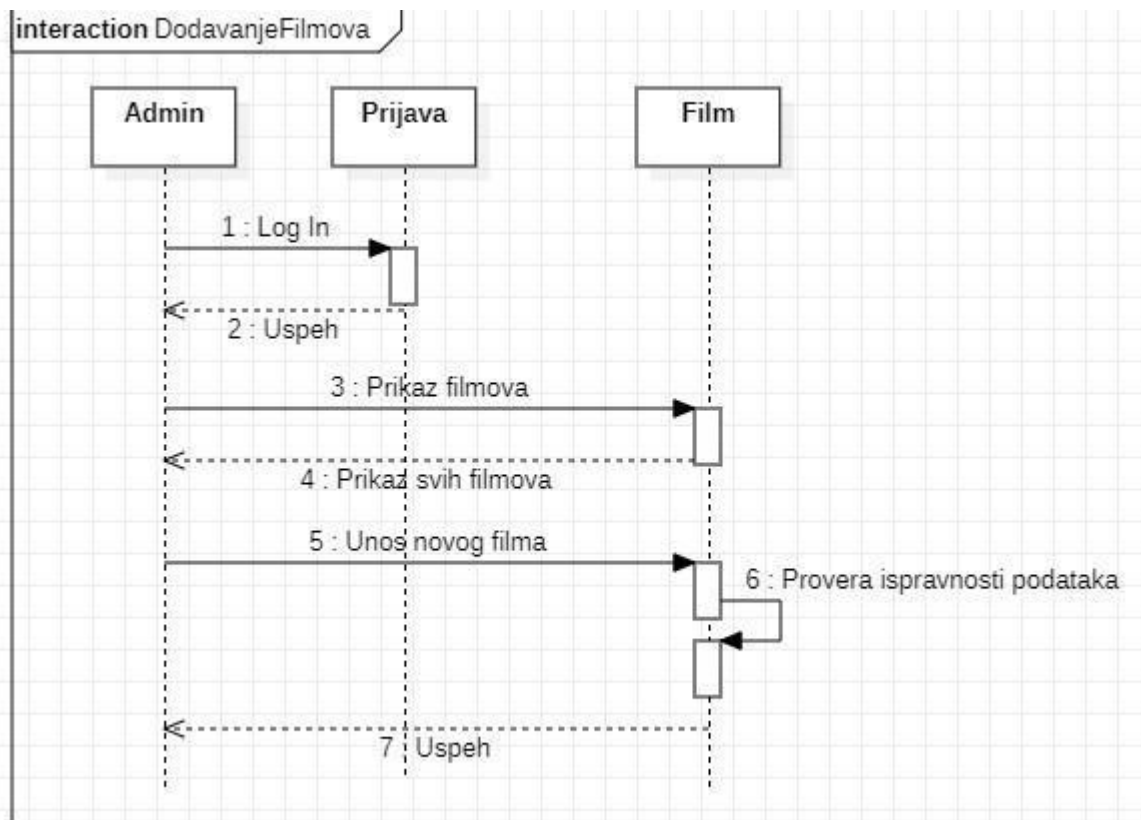 interaction DodavanjeFilmova
Admin
Prijava
Film
1 : Log In
2 : Uspeh
3 : Prikaz filmova
4 : Prikaz svih filmova
5 : Unos novog filma
6 : Provera ispravnosti podataka
7 : Uspeh